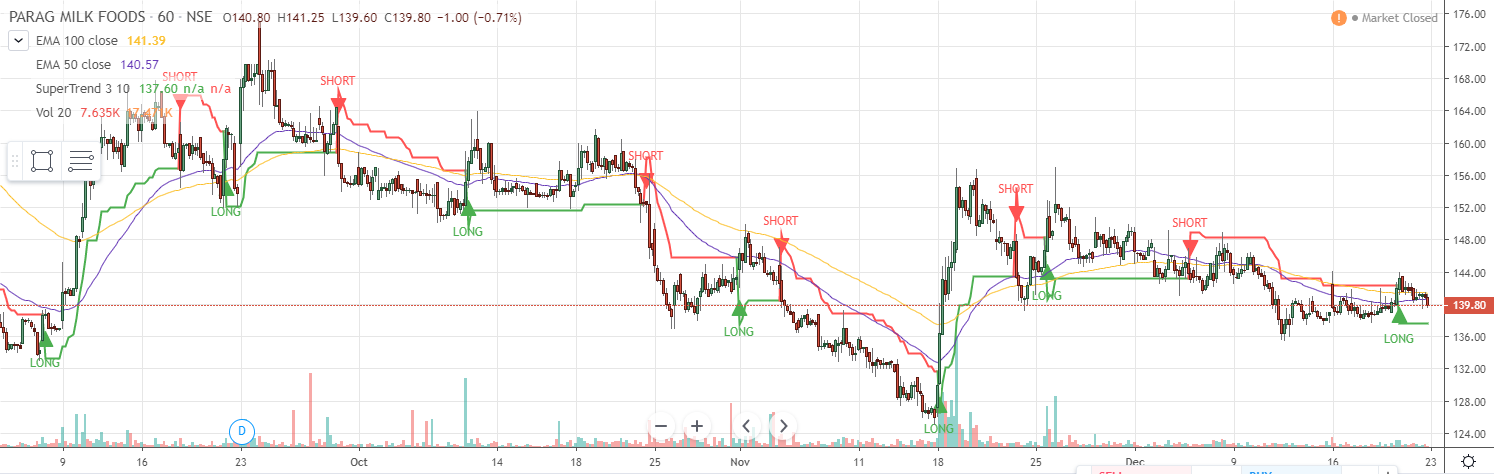 PARAG MILK FOODS · 60 · NSE O140.80 H141.25 L139.60 C139.80 −1.00 (−0.71%)
Market Closed
EMA 100 close 141.39
EMA 50 close 140.57
SuperTrend 3 10 137.60 n/a n/a
Vol 20 7.635K 17.471K
SHORT
SHORT
SHORT
SHORT
SHORT
SHORT
LONG
LONG
LONG
LONG
LONG
LONG
LONG
D
176.00
172.00
168.00
164.00
160.00
156.00
152.00
148.00
144.00
139.80
136.00
132.00
128.00
124.00
9 16 23 Oct 14 18 25 Nov 11 18 25 Dec 9 16 23